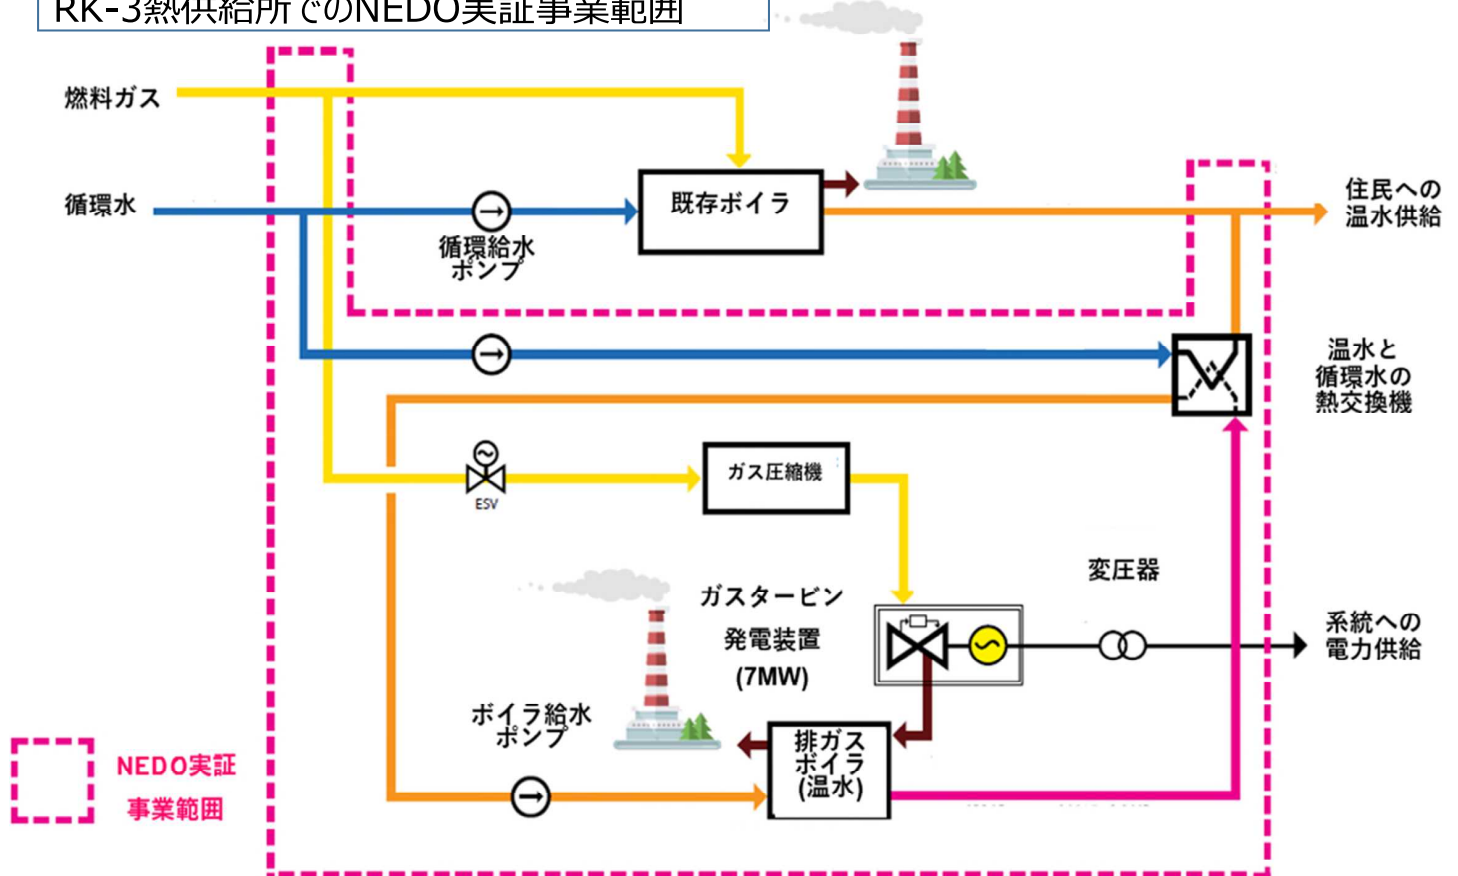 RK-3熱供給所でのNEDO実証事業範囲
燃料ガス
循環水
既存ボイラ
循環給水
ポンプ
住民への
温水供給
温水と
循環水の
熱交換機
ESV
ガス圧縮機
変圧器
ガスタービン
発電装置
(7MW)
系統への
電力供給
ボイラ給水
ポンプ
排ガス
ボイラ
(温水)
NEDO実証
事業範囲